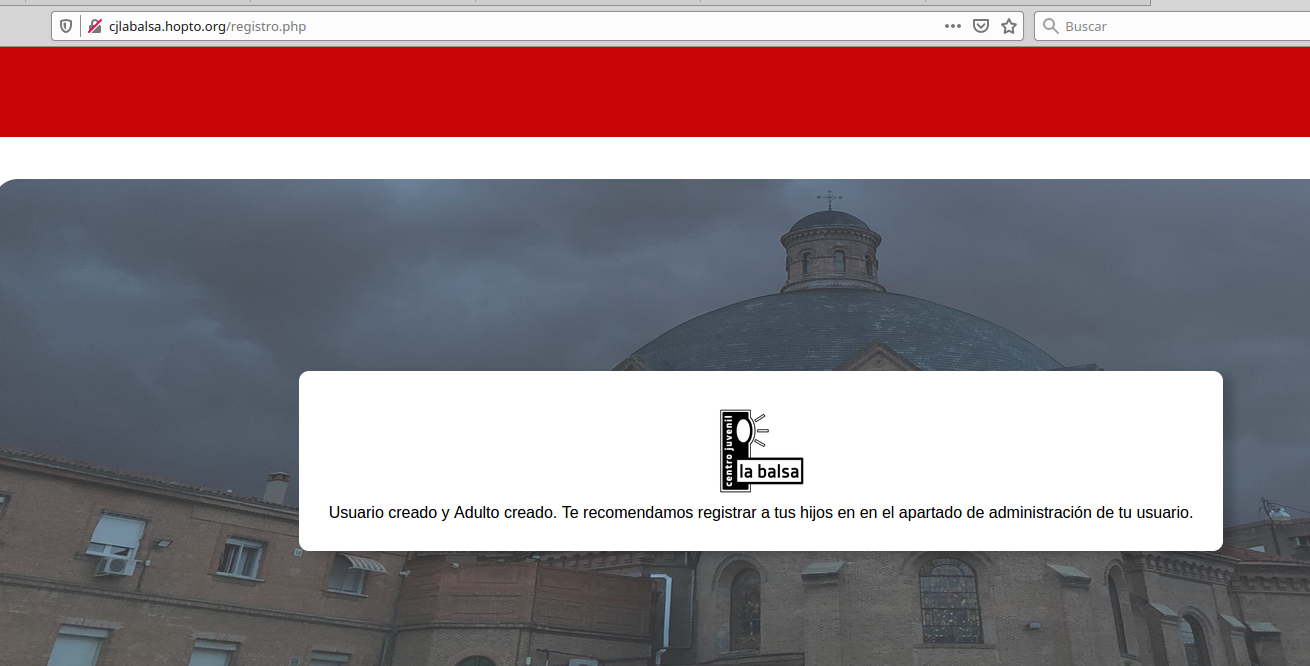 cjlabalsa.hopto.org/registro.php
Buscar
centro juvenil
la balsa
Usuario creado y Adulto creado. Te recomendamos registrar a tus hijos en en el apartado de administración de tu usuario.